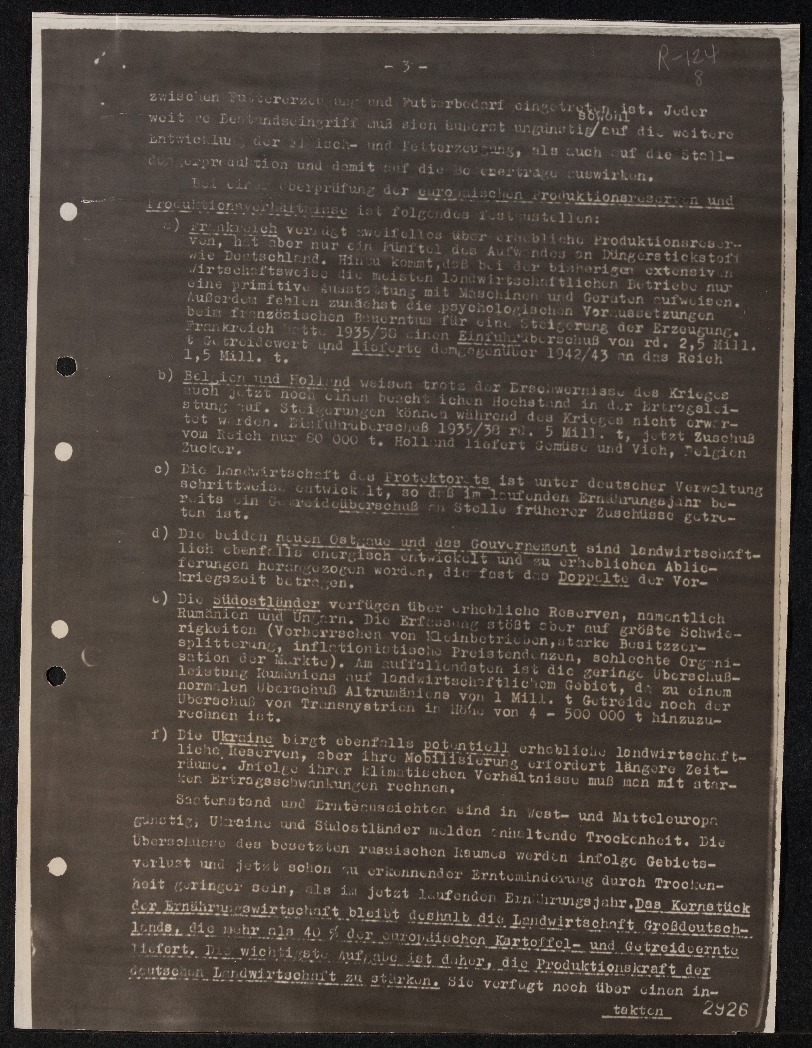 - 3 -
R-124
8
zwischen Futtererzeugung und Futterbedarf eingetreten ist. Jeder
sowohl
weitere Bestandseingriff muß sich äußerst ungünstig/auf die weitere
Entwicklung der Fleisch- und Fetterzeugung, als auch auf die Stall-
düngerproduktion und damit auf die Bodenerträge auswirken.
Bei einer Überprüfung der europäischen Produktionsreserven und
Produktionsverhältnisse ist folgendes festzustellen:
a) Frankreich verfügt zweifellos über erhebliche Produktionsreser-
ven, hat aber nur ein Fünftel des Aufwandes an Düngerstickstoff
wie Deutschland. Hinzu kommt, daß bei der bisherigen extensiven
Wirtschaftsweise die meisten landwirtschaftlichen Betriebe nur
eine primitive Ausstattung mit Maschinen und Geräten aufweisen.
Außerdem fehlen zunächst die psychologischen Voraussetzungen
beim französischen Bauerntum für eine Steigerung der Erzeugung.
Frankreich hatte 1935/38 einen Einfuhrüberschuß von rd. 2,5 Mill.
t Getreidewert und lieferte demgegenüber 1942/43 an das Reich
1,5 Mill. t.
b) Belgien und Holland weisen trotz der Erschwernisse des Krieges
auch jetzt noch einen beachtlichen Hochstand in der Ertragslei-
stung auf. Steigerungen können während des Krieges nicht erwar-
tet werden. Einfuhrüberschuß 1935/38 rd. 5 Mill. t, jetzt Zuschuß
vom Reich nur 80 000 t. Holland liefert Gemüse und Vieh, Belgien
Zucker.
c) Die Landwirtschaft des Protektorats ist unter deutscher Verwaltung
schrittweise entwickelt, so daß im laufenden Ernährungsjahr be-
reits ein Getreideüberschuß an Stelle früherer Zuschüsse getre-
ten ist.
d) Die beiden neuen Ostgaue und das Gouvernement sind landwirtschaft-
lich ebenfalls energisch entwickelt und zu erheblichen Ablie-
ferungen herangezogen worden, die fast das Doppelte der Vor-
kriegszeit betragen.
e) Die Südostländer verfügen über erhebliche Reserven, namentlich
Rumänien und Ungarn. Die Erfassung stößt aber auf größte Schwie-
rigkeiten (Vorherrschen von Kleinbetrieben, starke Besitzzer-
splitterung, inflationistische Preistendenzen, schlechte Organi-
sation der Märkte). Am auffallendsten ist die geringe Überschuß-
leistung Rumäniens auf landwirtschaftlichem Gebiet, da zu einem
normalen Überschuß Altrumäniens von 1 Mill. t Getreide noch der
Überschuß von Transnystrien in Höhe von 4 - 500 000 t hinzuzu-
rechnen ist.
f) Die Ukraine birgt ebenfalls potentiell erhebliche landwirtschaft-
liche Reserven, aber ihre Mobilisierung erfordert längere Zeit-
räume. Jnfolge ihrer klimatischen Verhältnisse muß man mit star-
ken Ertragsschwankungen rechnen.
Saatenstand und Ernteaussichten sind in West- und Mitteleuropa
günstig, Ukraine und Südostländer melden anhaltende Trockenheit. Die
Überschüsse des besetzten russischen Raumes werden infolge Gebiets-
verlust und jetzt schon zu erkennender Ernteminderung durch Trocken-
heit geringer sein, als im jetzt laufenden Ernährungsjahr. Das Kernstück
der Ernährungswirtschaft bleibt deshalb die Landwirtschaft Großdeutsch-
lands, die mehr als 40 % der europäischen Kartoffel- und Getreideernte
liefert. Die wichtigste Aufgabe ist daher, die Produktionskraft der
deutschen Landwirtschaft zu stärken. Sie verfügt noch über einen in-
takten
2926